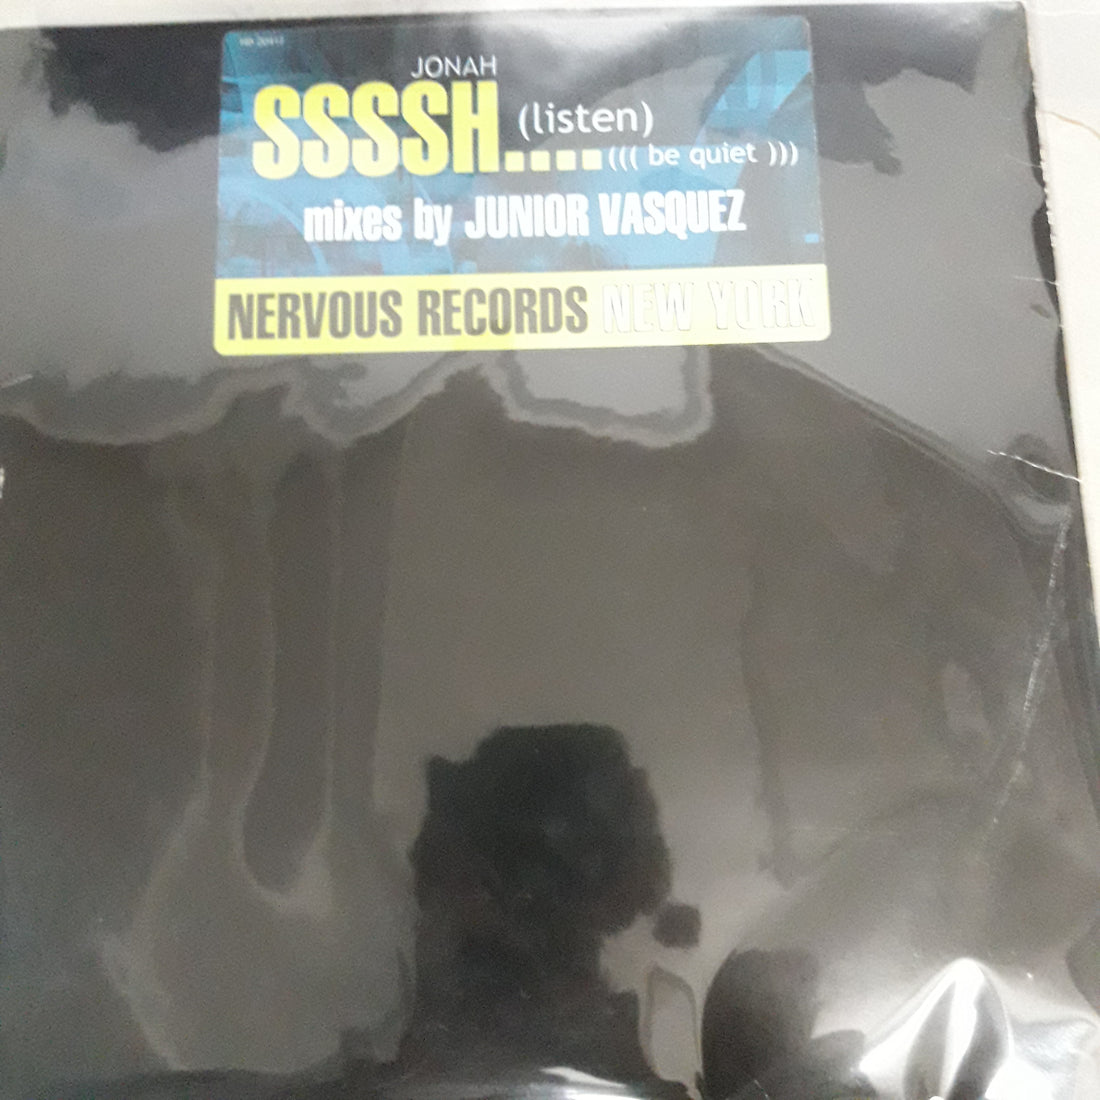 JONAH
SSSSH....
(listen)
((( be quiet )))
mixes by JUNIOR VASQUEZ
NERVOUS RECORDS NEW YORK